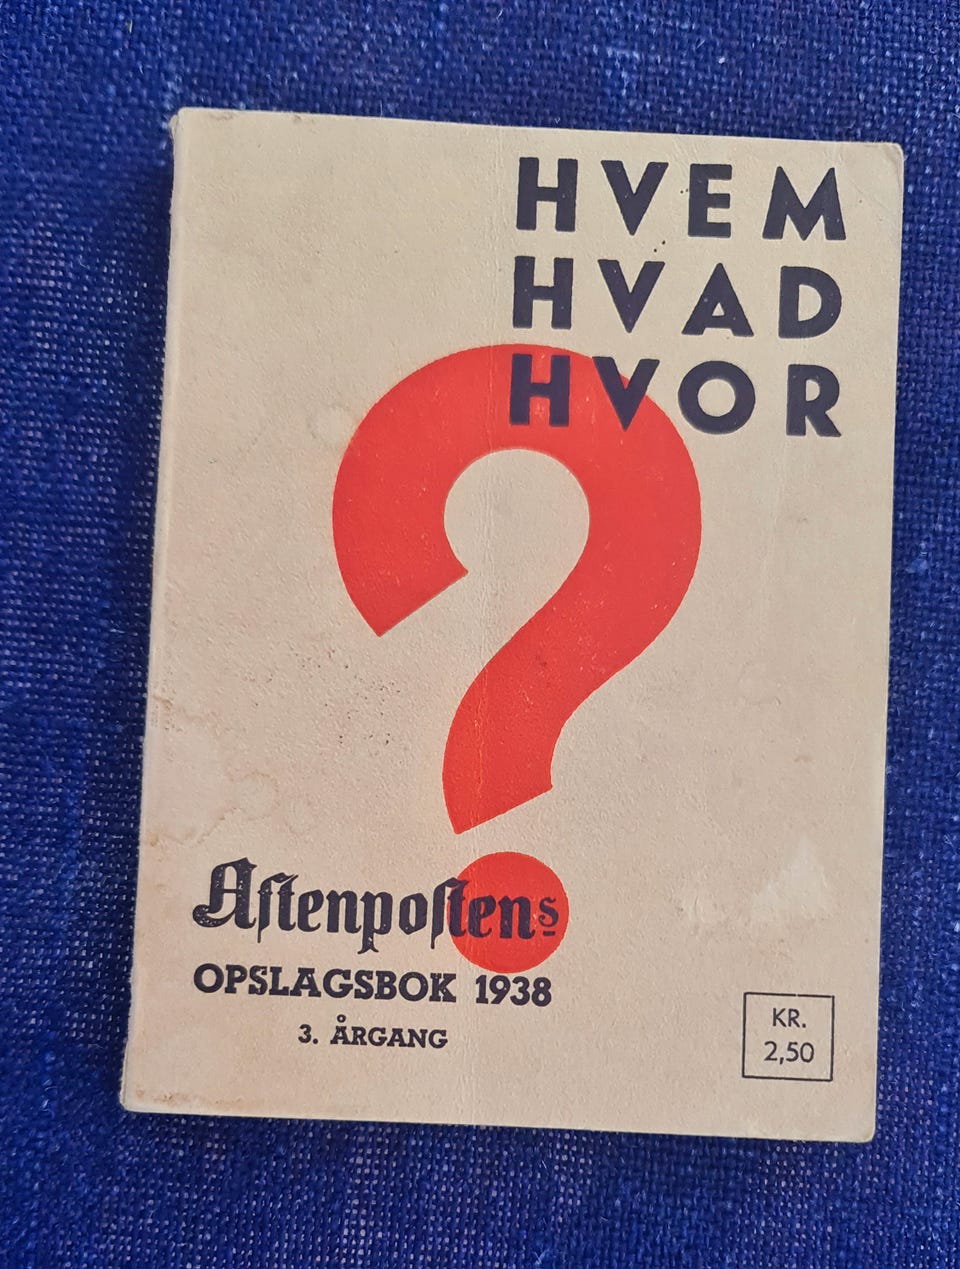 HVEM
HVAD
HVOR
Aftenpostens
OPSLAGSBOK 1938
3. ÅRGANG
KR.
2,50